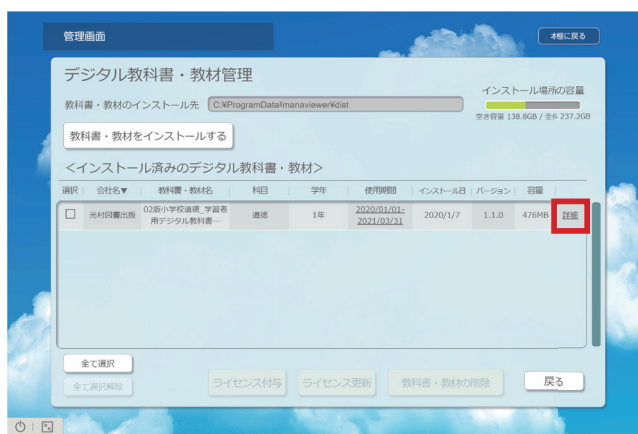 管理画面
本棚に戻る
デジタル教科書・教材管理
インストール場所の容量
教科書・教材のインストール先 C:¥ProgramData¥manaviewer¥dist
空き容量 138.8GB / 全体 237.2GB
教科書・教材をインストールする
<インストール済みのデジタル教科書・教材>
選択 会社名▼ 教科書・教材名 科目 学年 使用期間 インストール日 バージョン 容量
光村図書出版 02版小学校道徳_学習者用デジタル教科書… 道徳 1年 2020/01/01-2021/03/31 2020/1/7 1.1.0 476MB 詳細
全て選択
全て選択解除 ライセンス付与 ライセンス更新 教科書・教材の削除 戻る